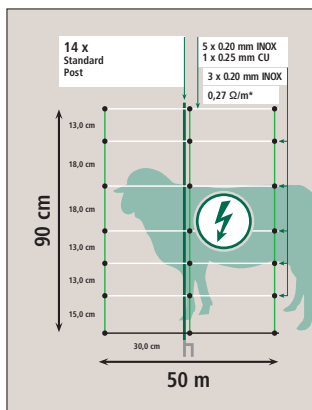 14 x
Standard
Post
5 x 0.20 mm INOX
1 x 0.25 mm CU
3 x 0.20 mm INOX
0,27 Ω/m*
13,0 cm
18,0 cm
18,0 cm
13,0 cm
13,0 cm
15,0 cm
90 cm
30,0 cm
50 m